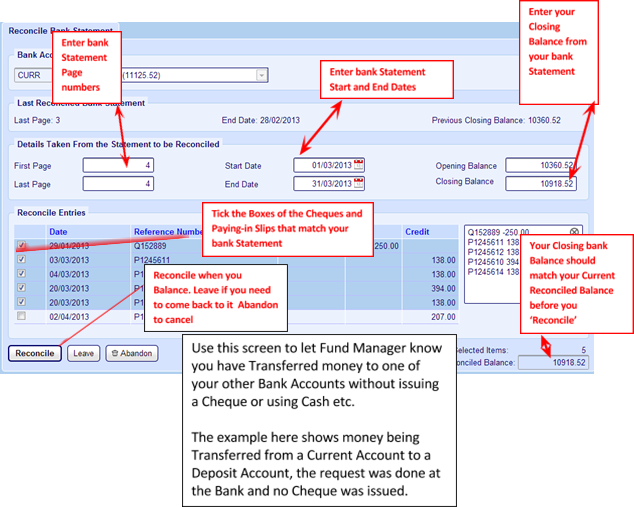 Reconcile Bank Statement
Enter bank
Statement
Page
numbers
Enter your
Closing
Balance from
your bank
Statement
Bank Acco
CURR
(11125.52)
Enter bank Statement
Start and End Dates
Last Reconciled Bank Statement
Last Page: 3
End Date: 28/02/2013
Previous Closing Balance: 10360.52
Details Taken From the Statement to be Reconciled
First Page 4 Start Date 01/03/2013 Opening Balance 10360.52
Last Page 4 End Date 31/03/2013 Closing Balance 10918.52
Reconcile Entries
Tick the Boxes of the Cheques and
Paying-in Slips that match your
bank Statement
Date Reference Numb Credit
29/01/2013 Q152889 250.00
03/03/2013 P1245611 138.00
04/03/2013 P1 138.00
20/03/2013 P1 394.00
20/03/2013 P1 138.00
02/04/2013 P1 207.00
Q152889 -250.00
P1245611 138
P1245612 138
P1245610 394
P1245614 138
Reconcile when you
Balance. Leave if you need
to come back to it Abandon
to cancel
Your Closing bank
Balance should
match your Current
Reconciled Balance
before you
‘Reconcile’
Reconcile Leave Abandon
Selected Items: 5
onciled Balance: 10918.52
Use this screen to let Fund Manager know
you have Transferred money to one of
your other Bank Accounts without issuing
a Cheque or using Cash etc.
The example here shows money being
Transferred from a Current Account to a
Deposit Account, the request was done at
the Bank and no Cheque was issued.